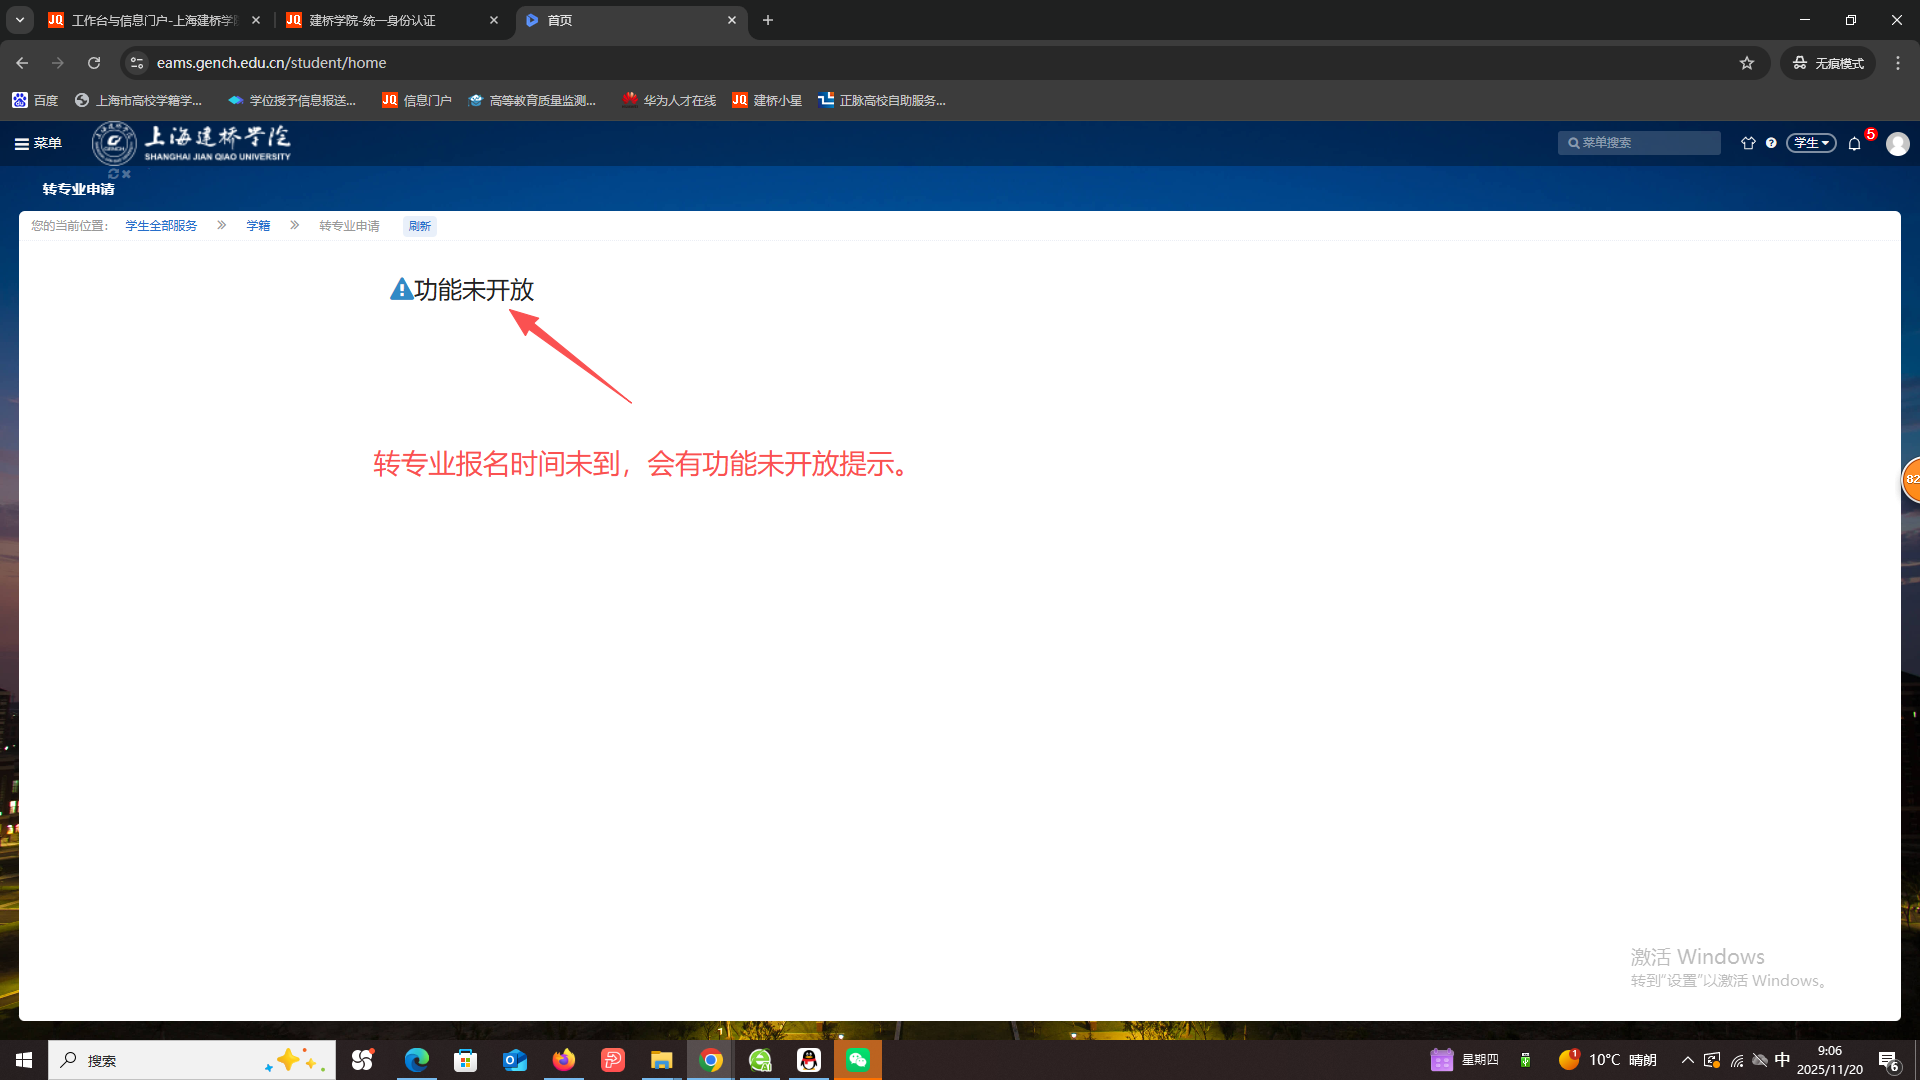 工作台与信息门户-上海建桥学院
建桥学院-统一身份认证
首页
eams.gench.edu.cn/student/home
无痕模式
百度
上海市高校学籍学...
学位授予信息报送...
信息门户
高等教育质量监测...
华为人才在线
建桥小星
正脉高校自助服务...
菜单
上海建桥学院
SHANGHAI JIAN QIAO UNIVERSITY
菜单搜索
学生
5
转专业申请
您的当前位置：
学生全部服务
学籍
转专业申请
刷新
功能未开放
转专业报名时间未到，会有功能未开放提示。
82
激活 Windows
转到"设置"以激活 Windows。
搜索
星期四
1
10°C 晴朗
中
9:06
2025/11/20
6